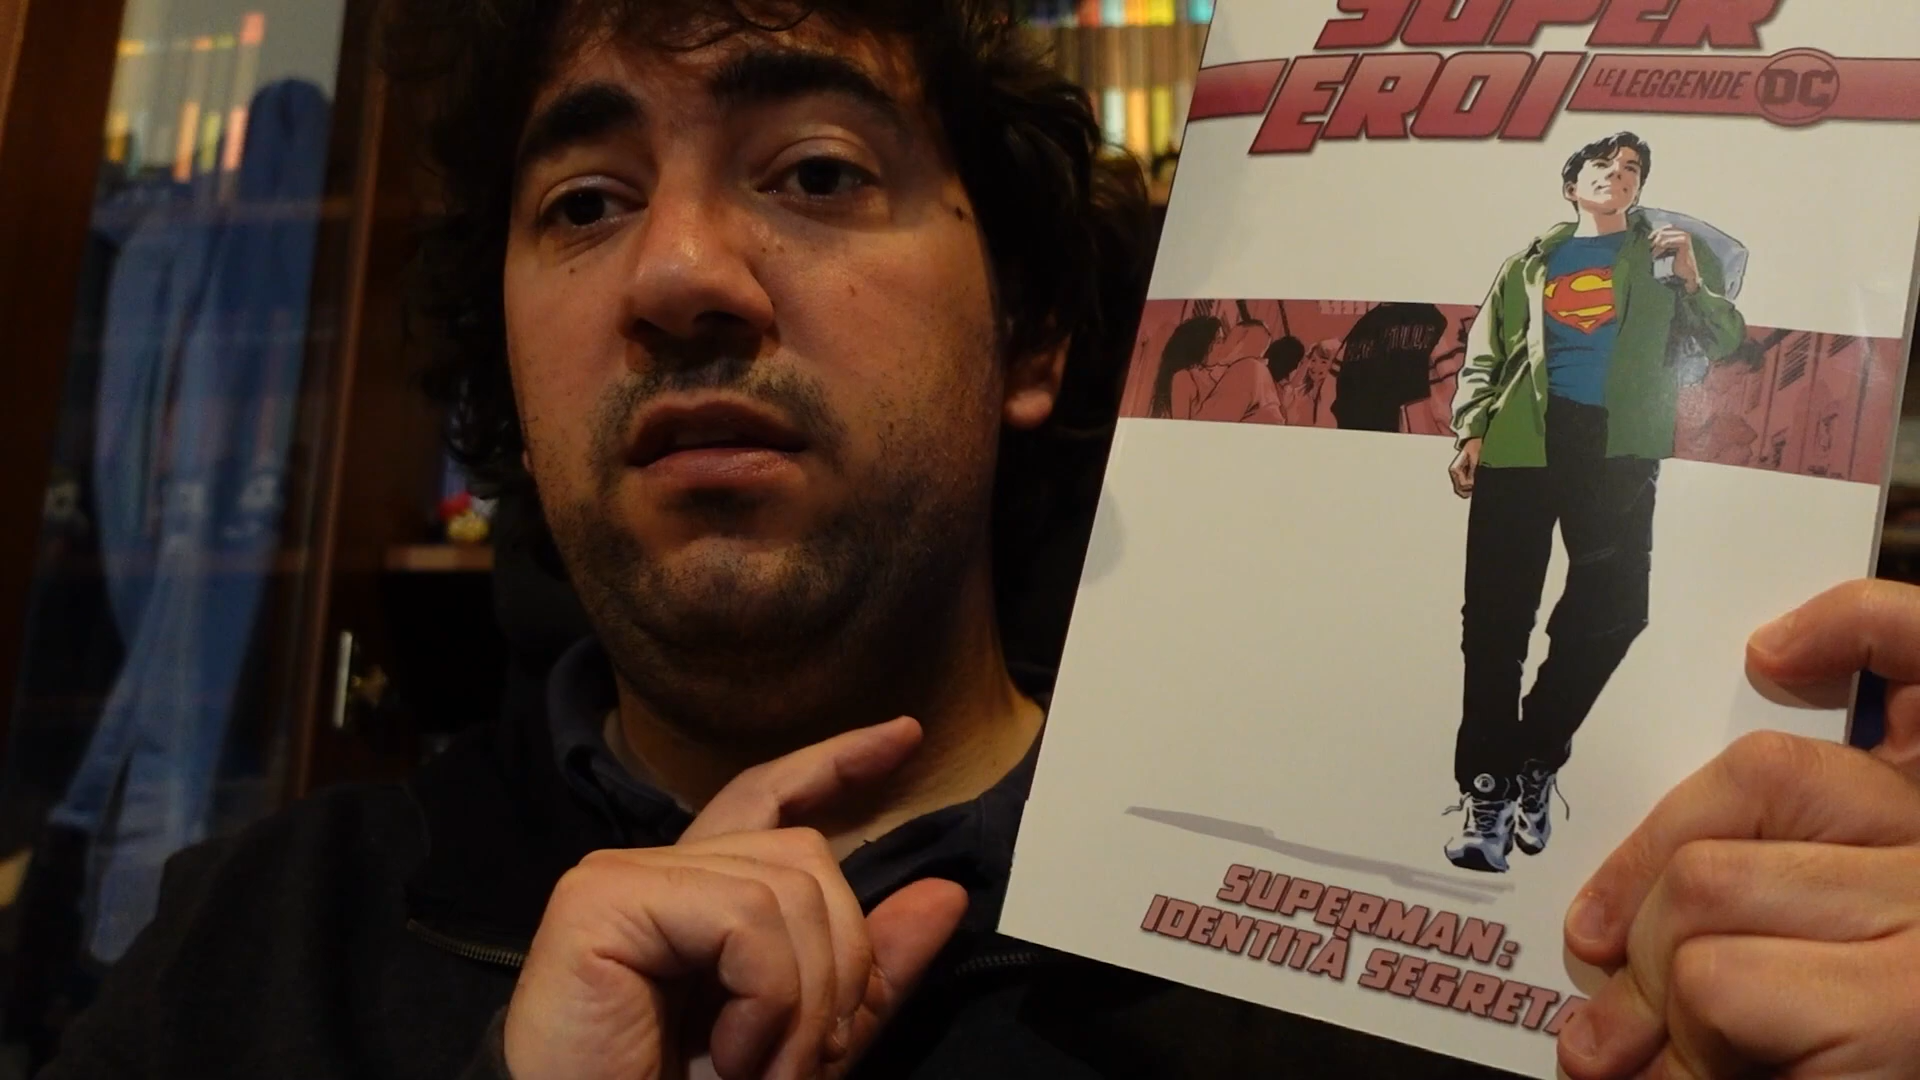 SUPER
EROI LE LEGGENDE DC
SUPERMAN:
IDENTITÀ SEGRETA